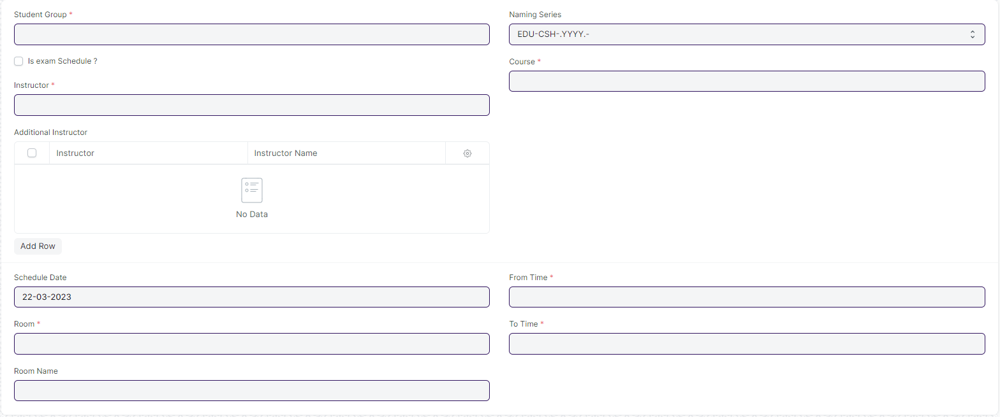 Student Group *
Naming Series
EDU-CSH-.YYYY.-
Is exam Schedule ?
Course *
Instructor *
Additional Instructor
Instructor Instructor Name
No Data
Add Row
Schedule Date
22-03-2023
From Time *
Room *
To Time *
Room Name